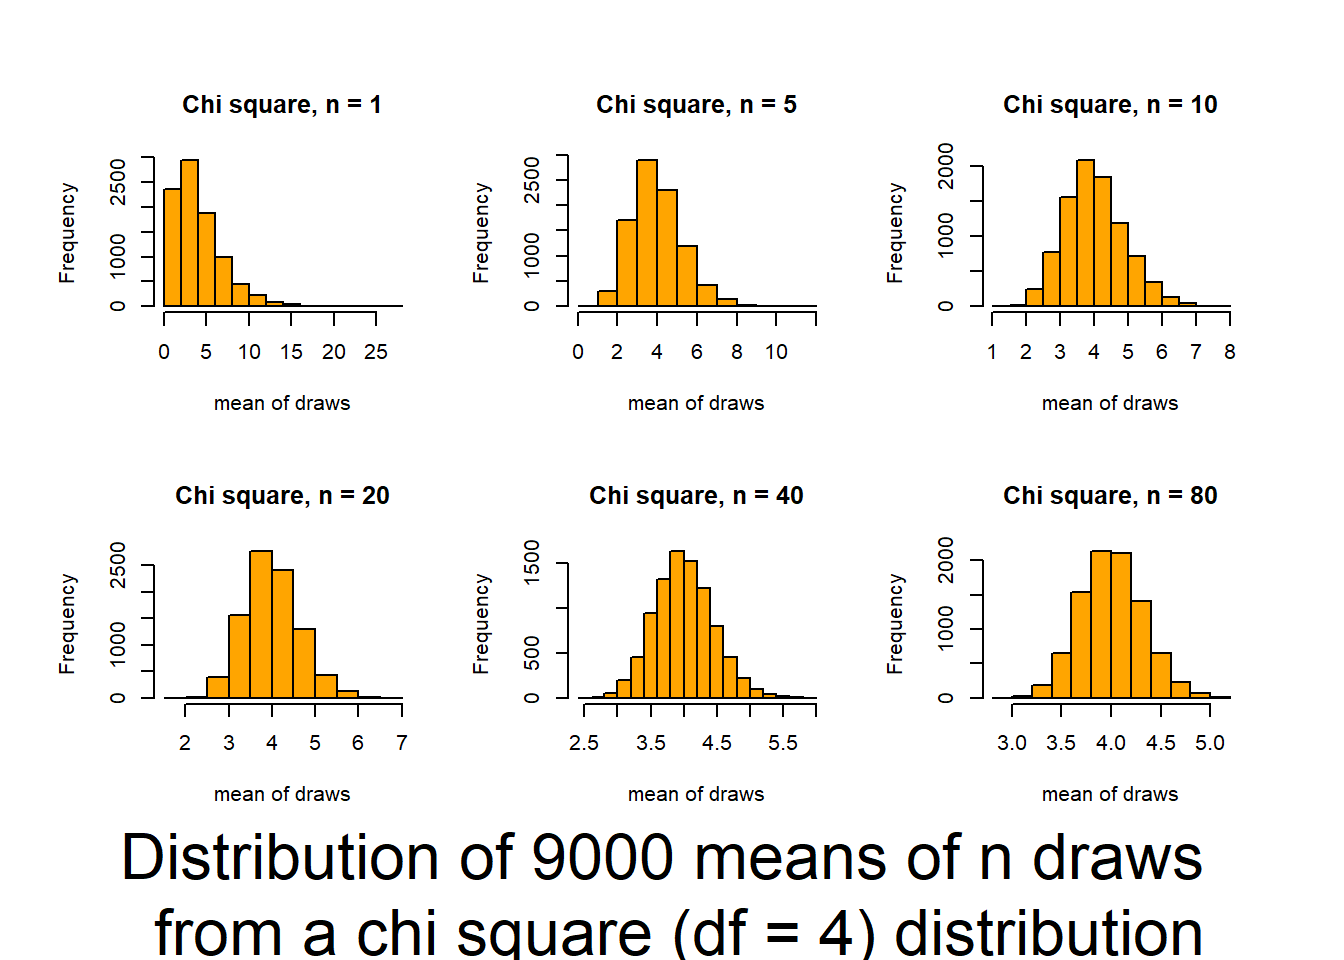 Chi square, n = 1
Frequency
2500
1000
0
0 5 10 15 20 25
mean of draws
Chi square, n = 5
Frequency
2500
1000
0
0 2 4 6 8 10
mean of draws
Chi square, n = 10
Frequency
2000
1000
0
1 2 3 4 5 6 7 8
mean of draws
Chi square, n = 20
Frequency
2500
1000
0
2 3 4 5 6 7
mean of draws
Chi square, n = 40
Frequency
1500
500
0
2.5 3.5 4.5 5.5
mean of draws
Chi square, n = 80
Frequency
2000
1000
0
3.0 3.5 4.0 4.5 5.0
mean of draws
Distribution of 9000 means of n draws
from a chi square (df = 4) distribution